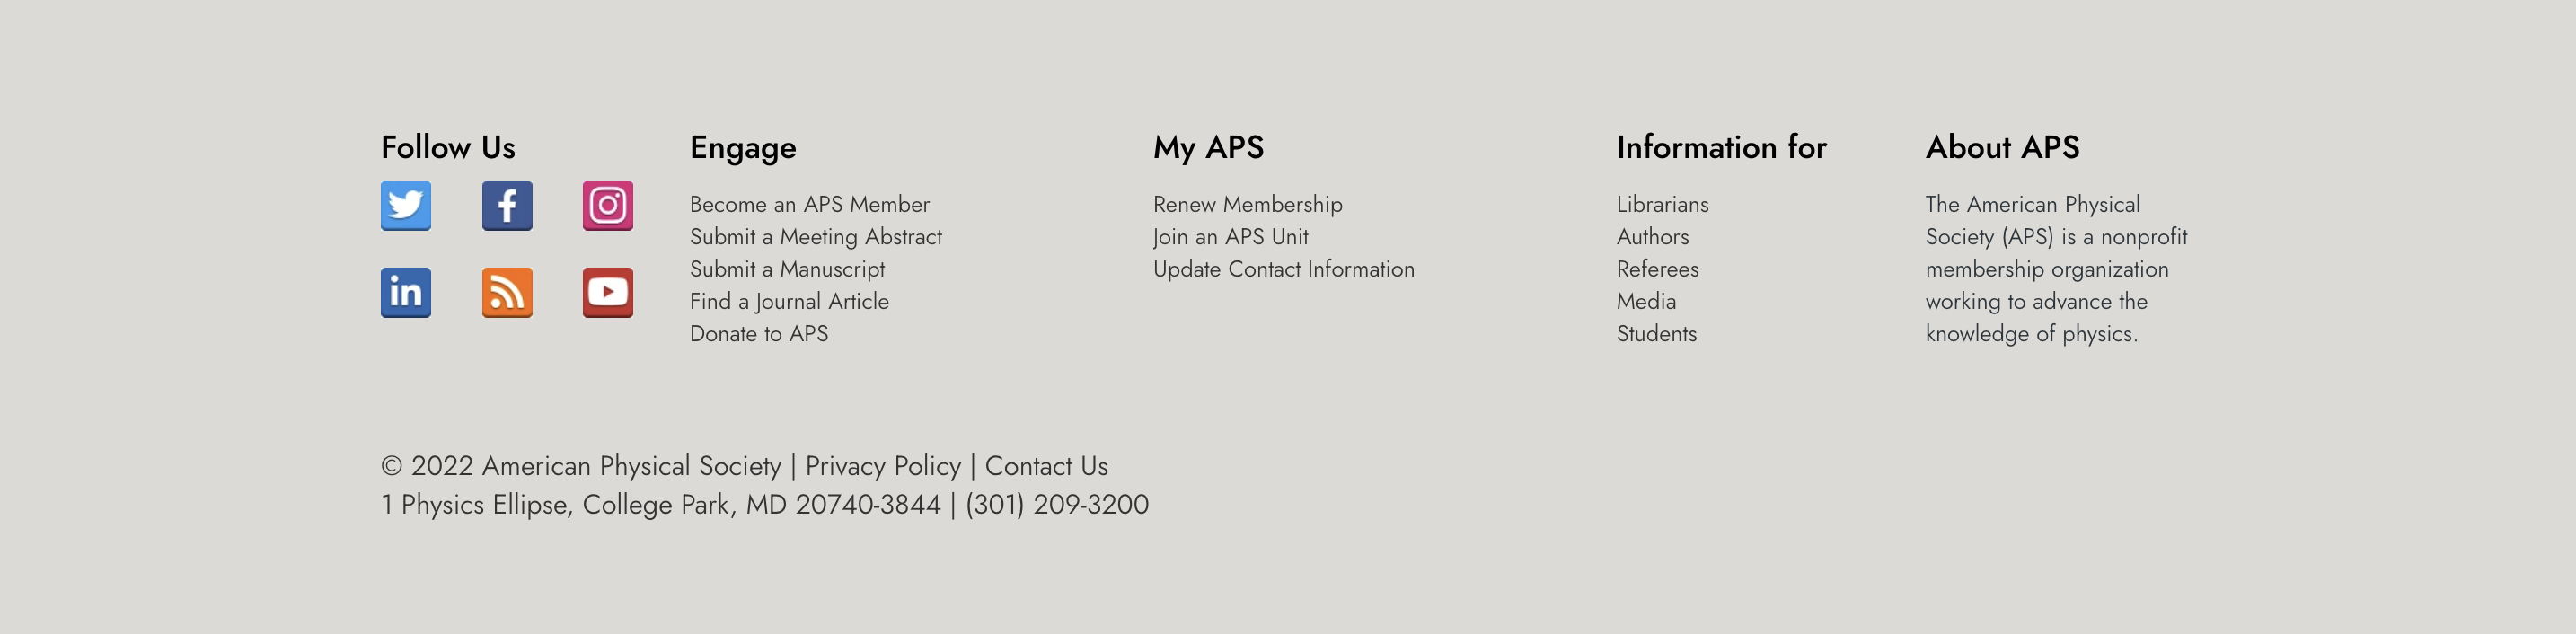 Follow Us
in
Engage
Become an APS Member
Submit a Meeting Abstract
Submit a Manuscript
Find a Journal Article
Donate to APS
My APS
Renew Membership
Join an APS Unit
Update Contact Information
Information for
Librarians
Authors
Referees
Media
Students
About APS
The American Physical
Society (APS) is a nonprofit
membership organization
working to advance the
knowledge of physics.
© 2022 American Physical Society | Privacy Policy | Contact Us
1 Physics Ellipse, College Park, MD 20740-3844 | (301) 209-3200